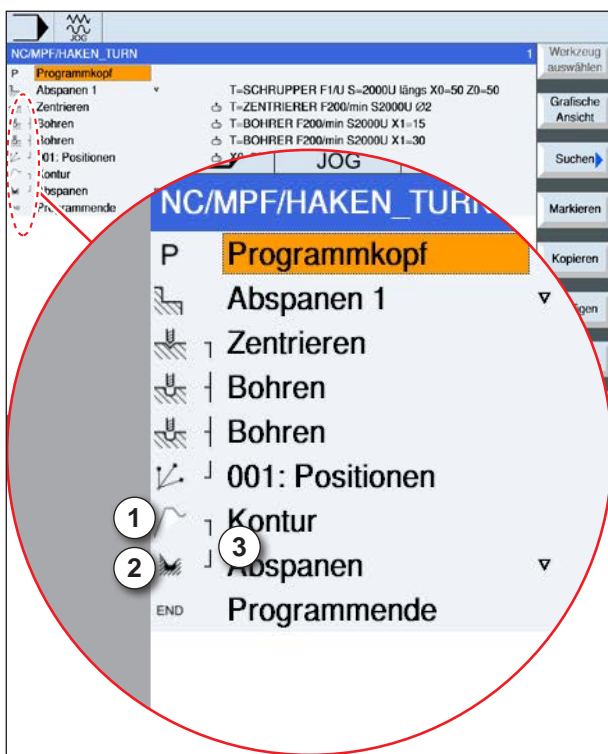 JOG
NC/MPF/HAKEN_TURN 1
P Programmkopf
Abspanen 1 T=SCHRUPPER F1/U S=2000U längs X0=50 Z0=50
Zentrieren T=ZENTRIERER F200/min S2000U Ø2
Bohren T=BOHRER F200/min S2000U X1=15
Bohren T=BOHRER F200/min S2000U X1=30
001: Positionen
Kontur
Abspanen
Programmende
Werkzeug
auswählen
Grafische
Ansicht
Suchen
Markieren
Kopieren
JOG
NC/MPF/HAKEN_TURN
P Programmkopf
Abspanen 1
Zentrieren
Bohren
Bohren
001: Positionen
1 Kontur
3
2 Abspanen
END Programmende